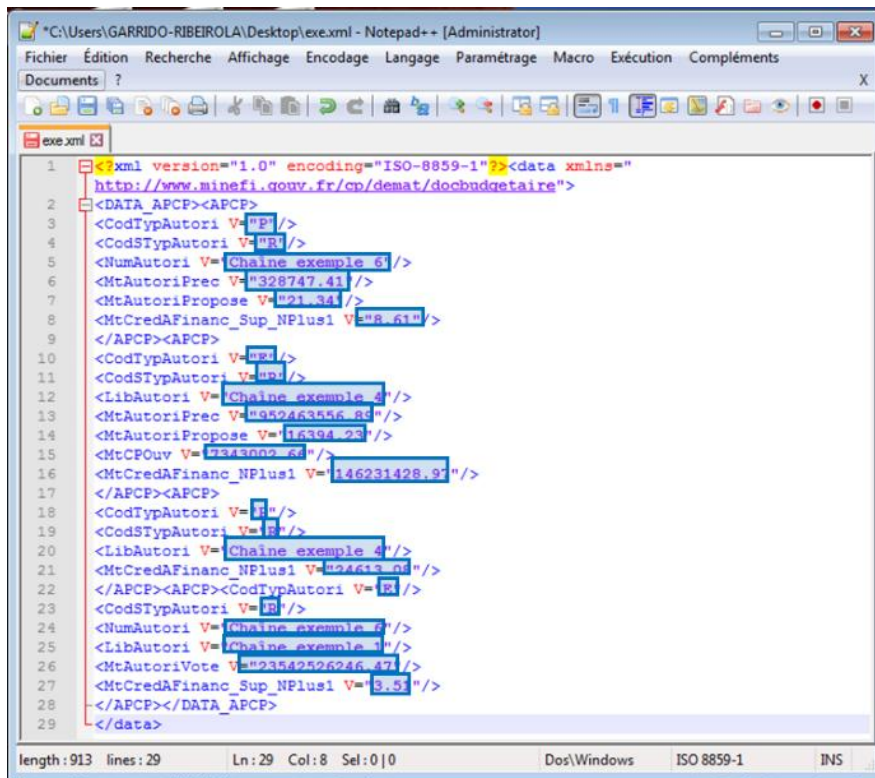 *C:\Users\GARRIDO-RIBEIROLA\Desktop\exe.xml - Notepad++ [Administrator]
Fichier Édition Recherche Affichage Encodage Langage Paramétrage Macro Exécution Compléments
Documents ? X
exe.xml
1 <?xml version="1.0" encoding="ISO-8859-1"?><data xmlns="
http://www.minefi.gouv.fr/cp/demat/docbudgetaire">
2 <DATA_APCP><APCP>
3 <CodTypAutori V="P"/>
4 <CodSTypAutori V="R"/>
5 <NumAutori V="Chaîne exemple 6"/>
6 <MtAutoriPrec V="328747.41"/>
7 <MtAutoriPropose V="21.34"/>
8 <MtCredAFinanc_Sup_NPlus1 V="8.61"/>
9 </APCP><APCP>
10 <CodTypAutori V="E"/>
11 <CodSTypAutori V="R"/>
12 <LibAutori V="Chaîne exemple 4"/>
13 <MtAutoriPrec V="952463556.89"/>
14 <MtAutoriPropose V="16394.23"/>
15 <MtCPOuv V="7343002.66"/>
16 <MtCredAFinanc_NPlus1 V="146231428.97"/>
17 </APCP><APCP>
18 <CodTypAutori V="P"/>
19 <CodSTypAutori V="R"/>
20 <LibAutori V="Chaîne exemple 4"/>
21 <MtCredAFinanc_NPlus1 V="24613.08"/>
22 </APCP><APCP><CodTypAutori V="E"/>
23 <CodSTypAutori V="R"/>
24 <NumAutori V="Chaîne exemple 6"/>
25 <LibAutori V="Chaîne exemple 1"/>
26 <MtAutoriVote V="23542526246.47"/>
27 <MtCredAFinanc_Sup_NPlus1 V="3.51"/>
28 </APCP></DATA_APCP>
29 </data>
length : 913 lines : 29 Ln : 29 Col : 8 Sel : 0 | 0 Dos\Windows ISO 8859-1 INS